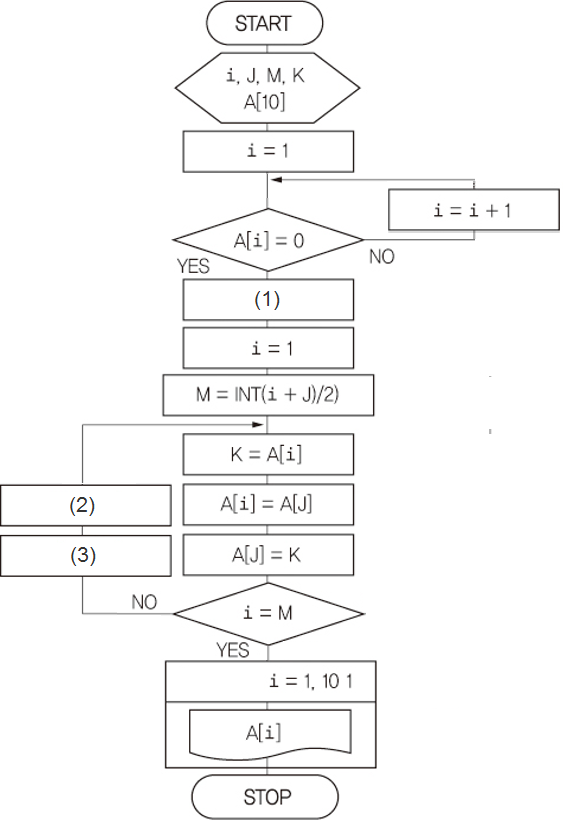 START
i, J, M, K
A[10]
i = 1
i = i + 1
A[i] = 0
NO
YES
(1)
i = 1
M = INT(i + J)/2)
K = A[i]
(2)
A[i] = A[J]
(3)
A[J] = K
NO
i = M
YES
i = 1, 10 1
A[i]
STOP